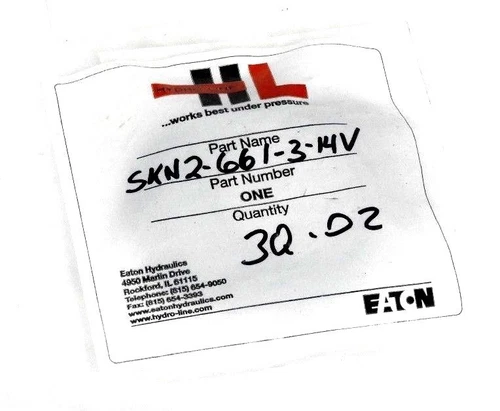 HL
HYDRO-LINE
...works best under pressure
Part Name
SKN2-661-3-14V
Part Number
ONE
Quantity
3Q.02
Eaton Hydraulics
4950 Marlin Drive
Rockford, IL 61115
Telephone: (815) 654-9050
Fax: (815) 654-3393
www.eatonhydraulics.com
www.hydro-line.com
EATON